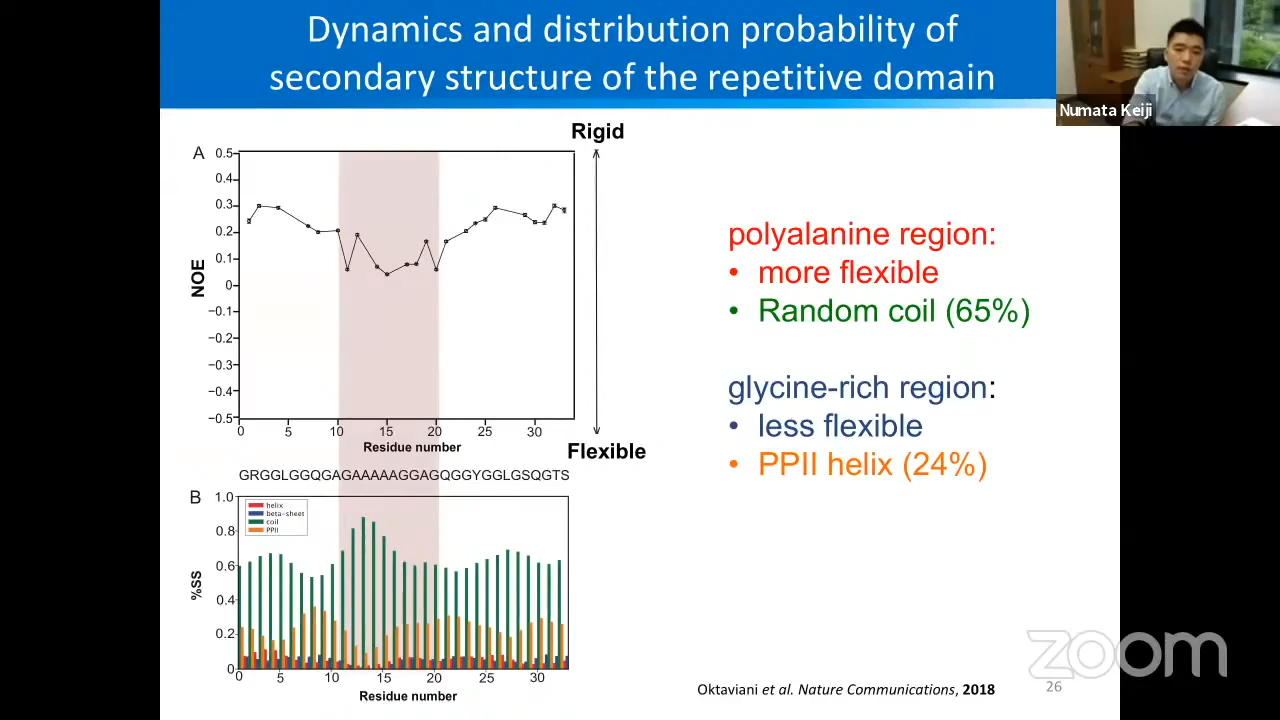 Dynamics and distribution probability of
secondary structure of the repetitive domain
Numata Keiji
Rigid
A
0.5
0.4
0.3
0.2
0.1
0
−0.1
−0.2
−0.3
−0.4
−0.5
NOE
0 5 10 15 20 25 30
Residue number
Flexible
polyalanine region:
• more flexible
• Random coil (65%)
glycine-rich region:
• less flexible
• PPII helix (24%)
GRGGLGGQGAGAAAAAGGAGQGGYGGLGSQGTS
B
1.0
0.8
0.6
0.4
0.2
0
%SS
helix
beta-sheet
coil
PPII
0 5 10 15 20 25 30
Residue number
zoom
Oktaviani et al. Nature Communications, 2018
26